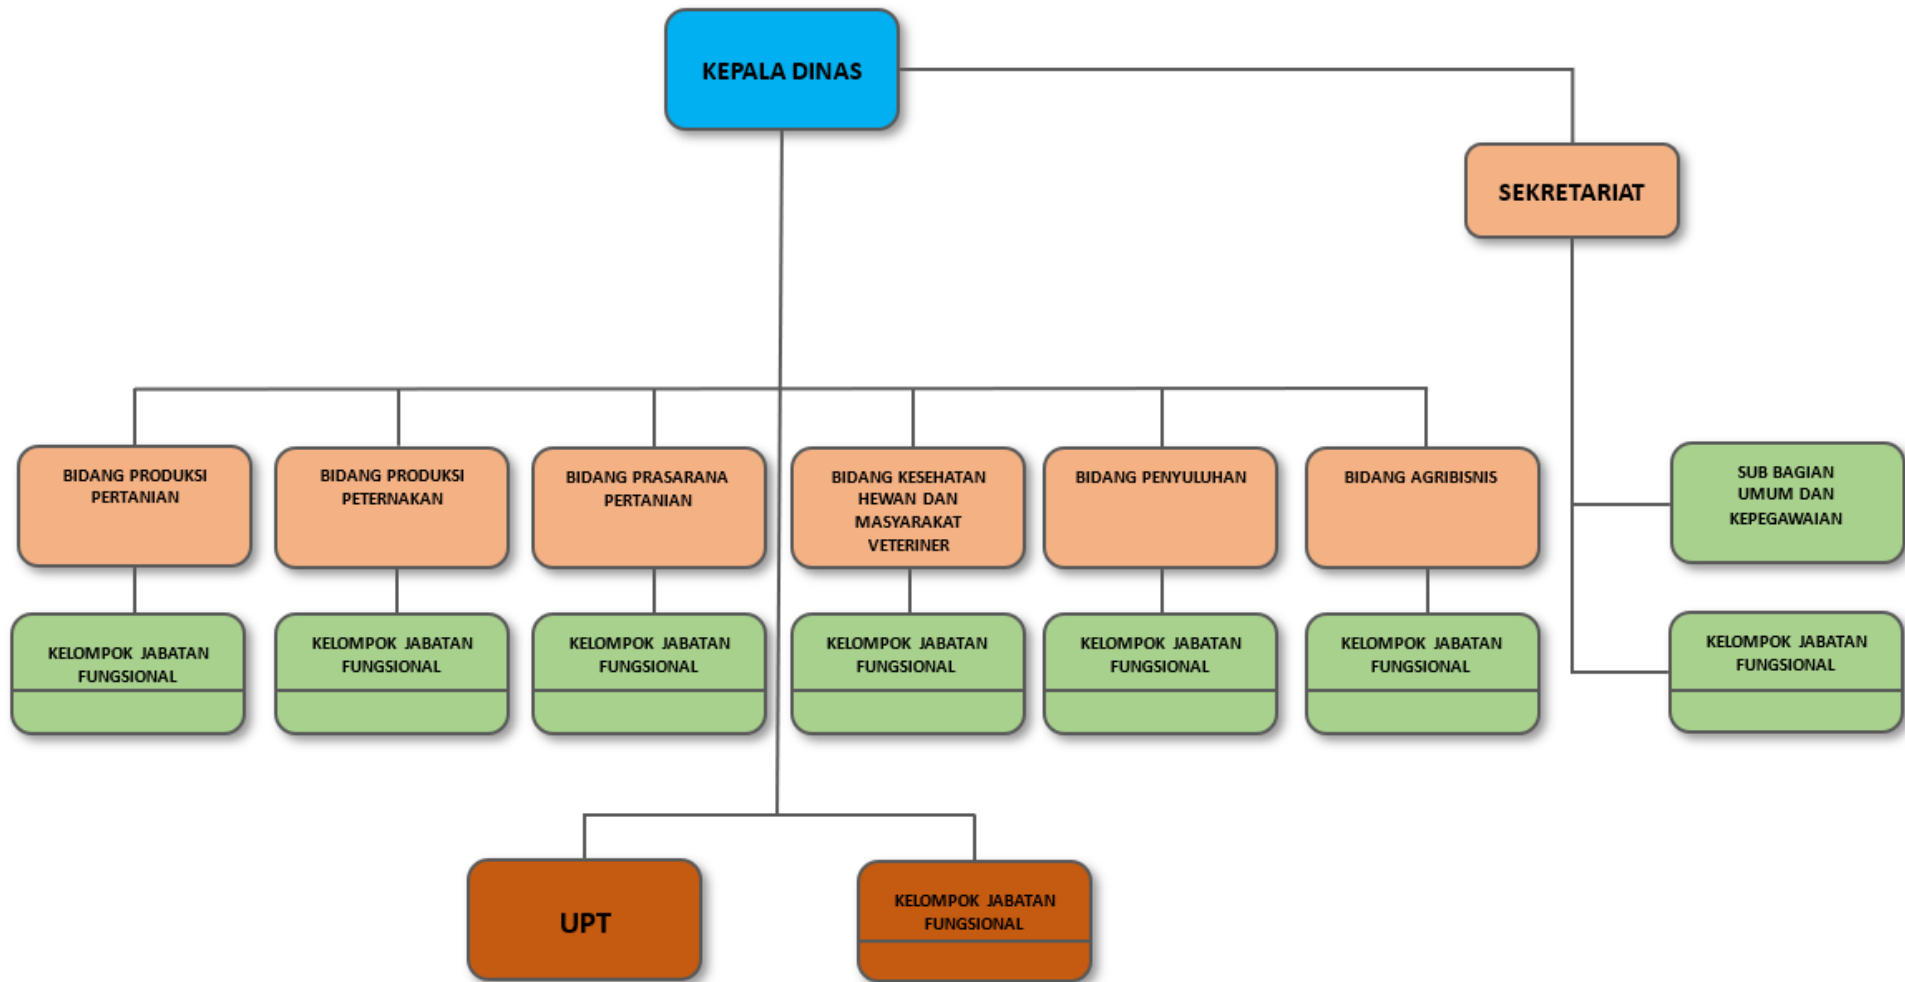 KEPALA DINAS
SEKRETARIAT
BIDANG PRODUKSI
PERTANIAN
BIDANG PRODUKSI
PETERNAKAN
BIDANG PRASARANA
PERTANIAN
BIDANG KESEHATAN
HEWAN DAN
MASYARAKAT
VETERINER
BIDANG PENYULUHAN
BIDANG AGRIBISNIS
SUB BAGIAN
UMUM DAN
KEPEGAWAIAN
KELOMPOK JABATAN
FUNGSIONAL
KELOMPOK JABATAN
FUNGSIONAL
KELOMPOK JABATAN
FUNGSIONAL
KELOMPOK JABATAN
FUNGSIONAL
KELOMPOK JABATAN
FUNGSIONAL
KELOMPOK JABATAN
FUNGSIONAL
KELOMPOK JABATAN
FUNGSIONAL
UPT
KELOMPOK JABATAN
FUNGSIONAL